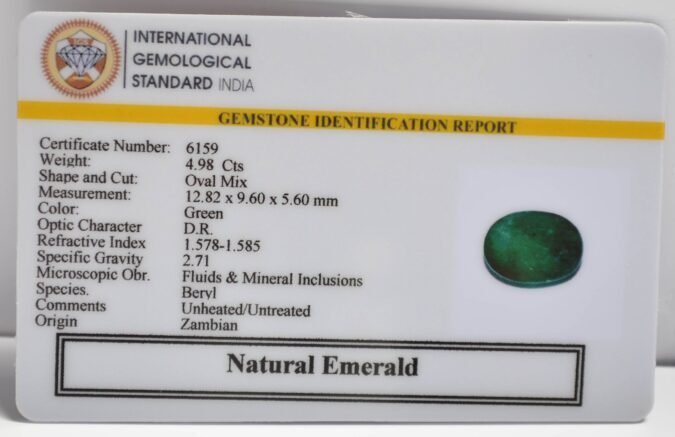 INTERNATIONAL
GEMOLOGICAL
STANDARD INDIA
GEMSTONE IDENTIFICATION REPORT
Certificate Number: 6159
Weight: 4.98 Cts
Shape and Cut: Oval Mix
Measurement: 12.82 x 9.60 x 5.60 mm
Color: Green
Optic Character D.R.
Refractive Index 1.578-1.585
Specific Gravity 2.71
Microscopic Obr. Fluids & Mineral Inclusions
Species. Beryl
Comments Unheated/Untreated
Origin Zambian
Natural Emerald